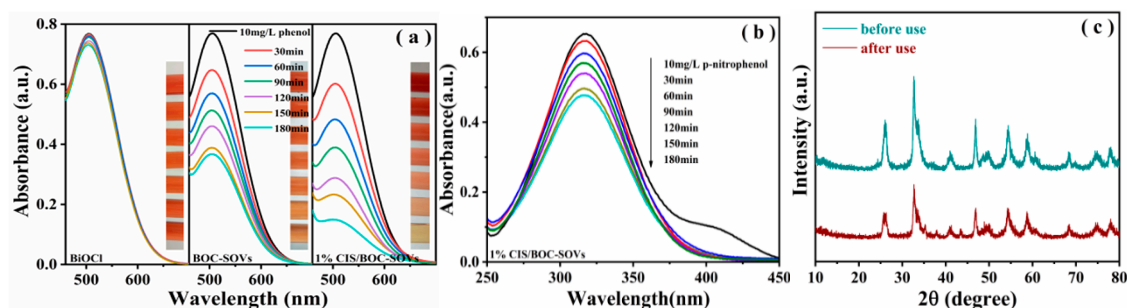 ( a )
10mg/L phenol
30min
60min
90min
120min
150min
180min
BiOCl
BOC-SOVs
1% CIS/BOC-SOVs
Absorbance (a.u.)
0.8
0.6
0.4
0.2
0.0
500 600 500 600 500 600
Wavelength (nm)
Wavelength (nm)
( b )
10mg/L p-nitrophenol
30min
60min
90min
120min
150min
180min
1% CIS/BOC-SOVs
Absorbance (a.u.)
0.6
0.4
0.2
0.0
250 300 350 400 450
Wavelength(nm)
( c )
before use
after use
Intensity (a.u.)
10 20 30 40 50 60 70 80
2θ (degree)